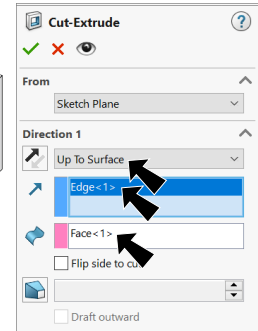 Cut-Extrude
?
From
Sketch Plane
Direction 1
Up To Surface
Edge<1>
Face<1>
Flip side to cut
Draft outward